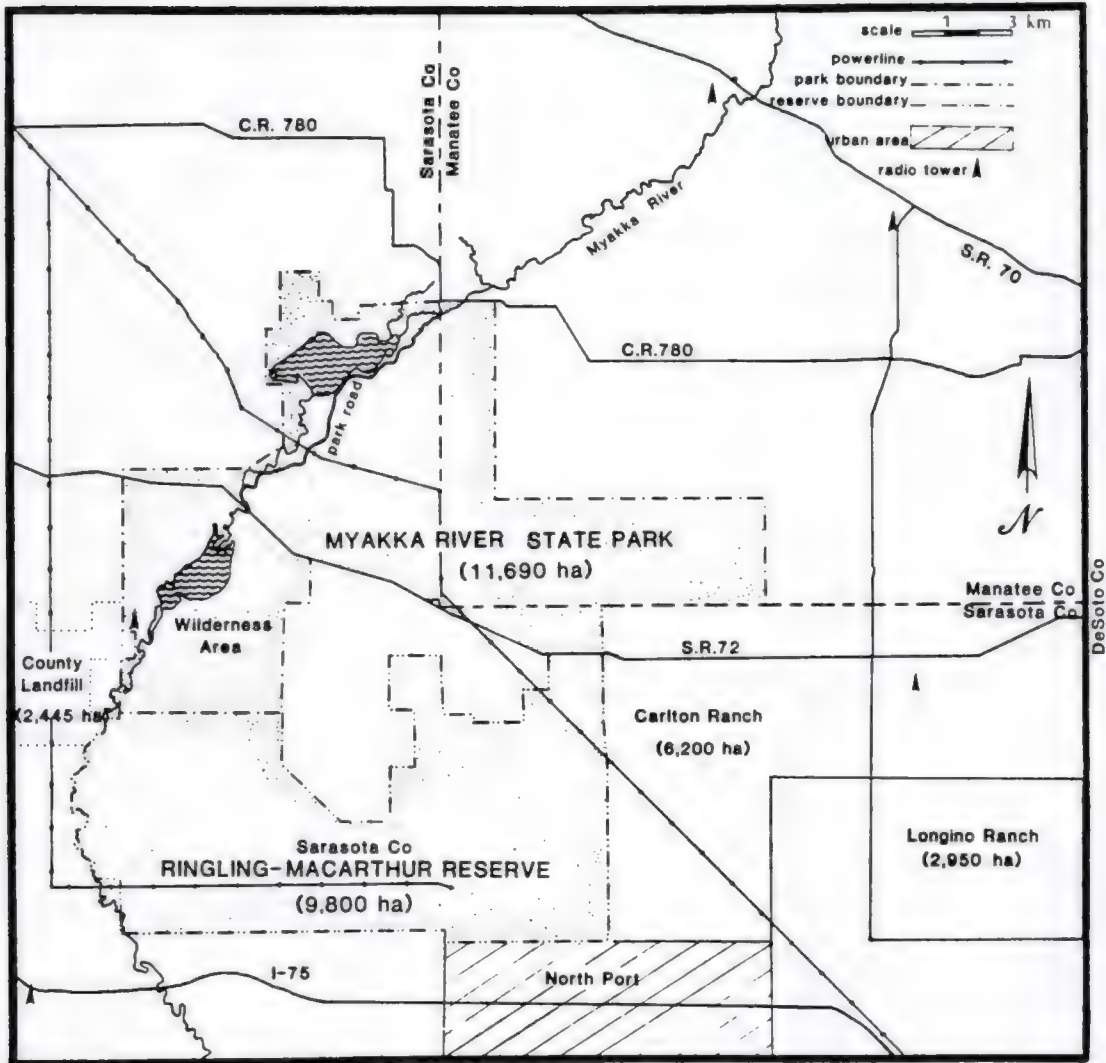 scale 1 3 km
powerline
park boundary
reserve boundary
urban area
radio tower
C.R. 780
Sarasota Co
Manatee Co
Myakka River
S.R. 70
C.R.780
park road
N
MYAKKA RIVER STATE PARK
(11,690 ha)
Manatee Co
Sarasota Co
DeSoto Co
Wilderness
Area
S.R.72
County
Landfill
(2,445 ha)
Carlton Ranch
(6,200 ha)
Sarasota Co
RINGLING-MACARTHUR RESERVE
(9,800 ha)
Longino Ranch
(2,950 ha)
I-75
North Port